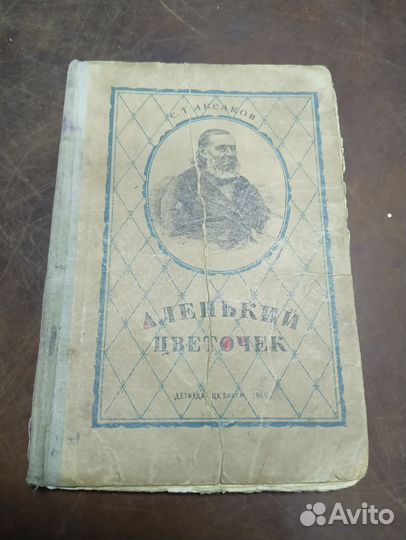 С. Т. АКСАКОВ
АЛЕНЬКИЙ
ЦВЕТОЧЕК
ДЕТИЗДАТ ЦК ВЛКСМ 1940
Avito